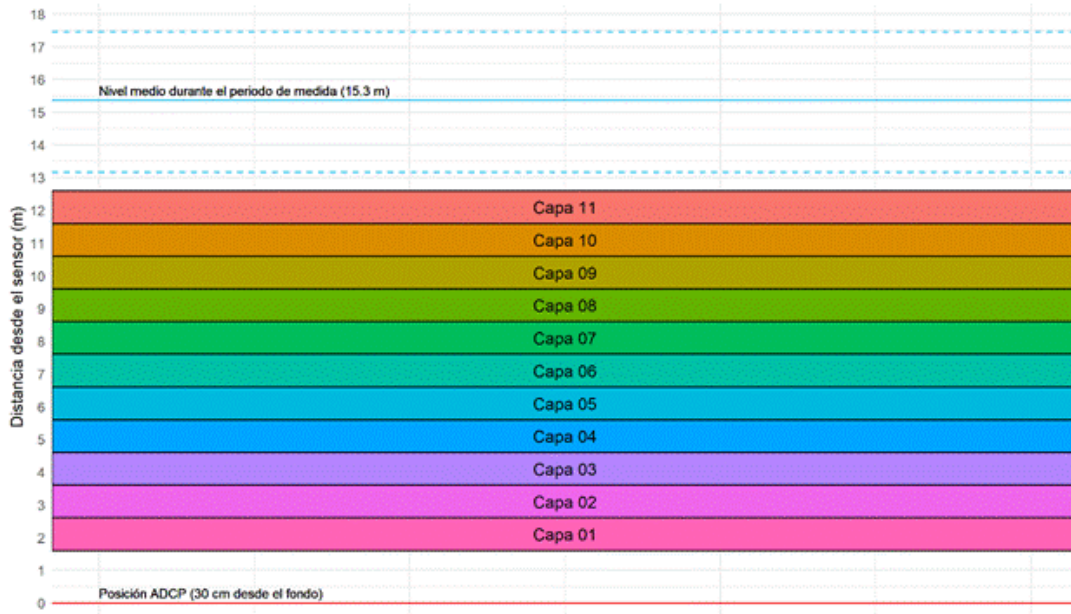 18
17
16
Nivel medio durante el periodo de medida (15.3 m)
15
14
13
Distancia desde el sensor (m)
12
Capa 11
11
Capa 10
10
Capa 09
9
Capa 08
8
Capa 07
7
Capa 06
6
Capa 05
5
Capa 04
4
Capa 03
3
Capa 02
2
Capa 01
1
Posición ADCP (30 cm desde el fondo)
0